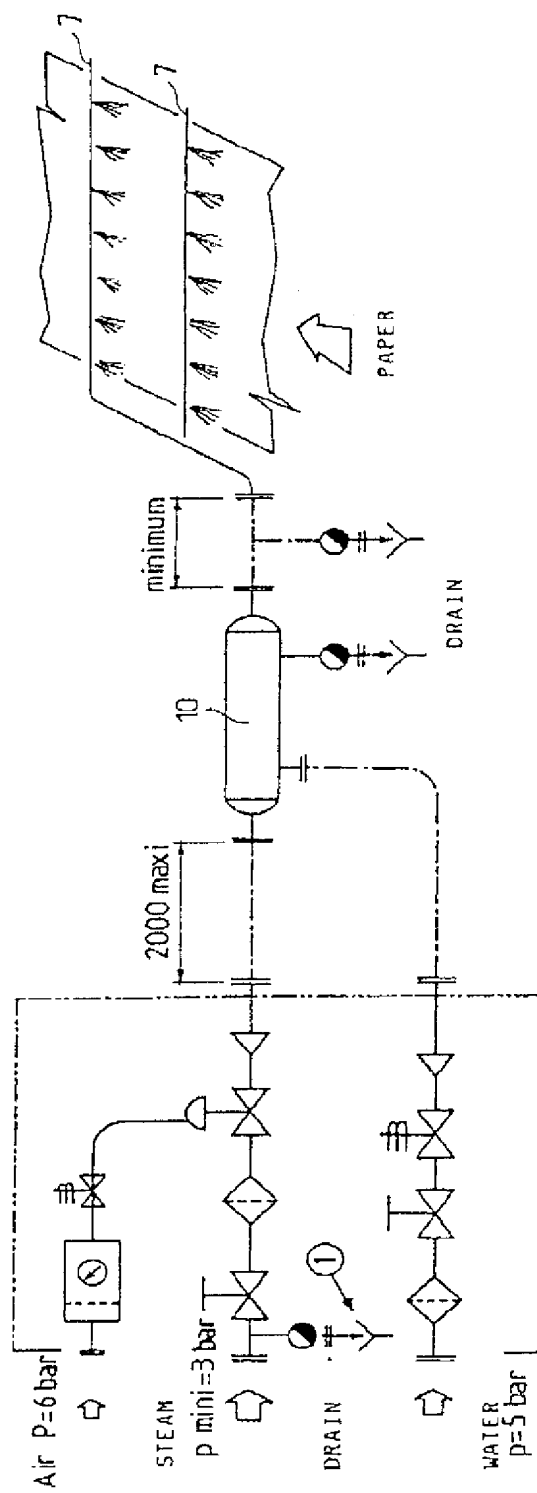 Air P=6 bar
STEAM
p mini=3 bar
DRAIN
1
WATER
p=5 bar
2000 maxi
10
minimum
DRAIN
7
7
PAPER